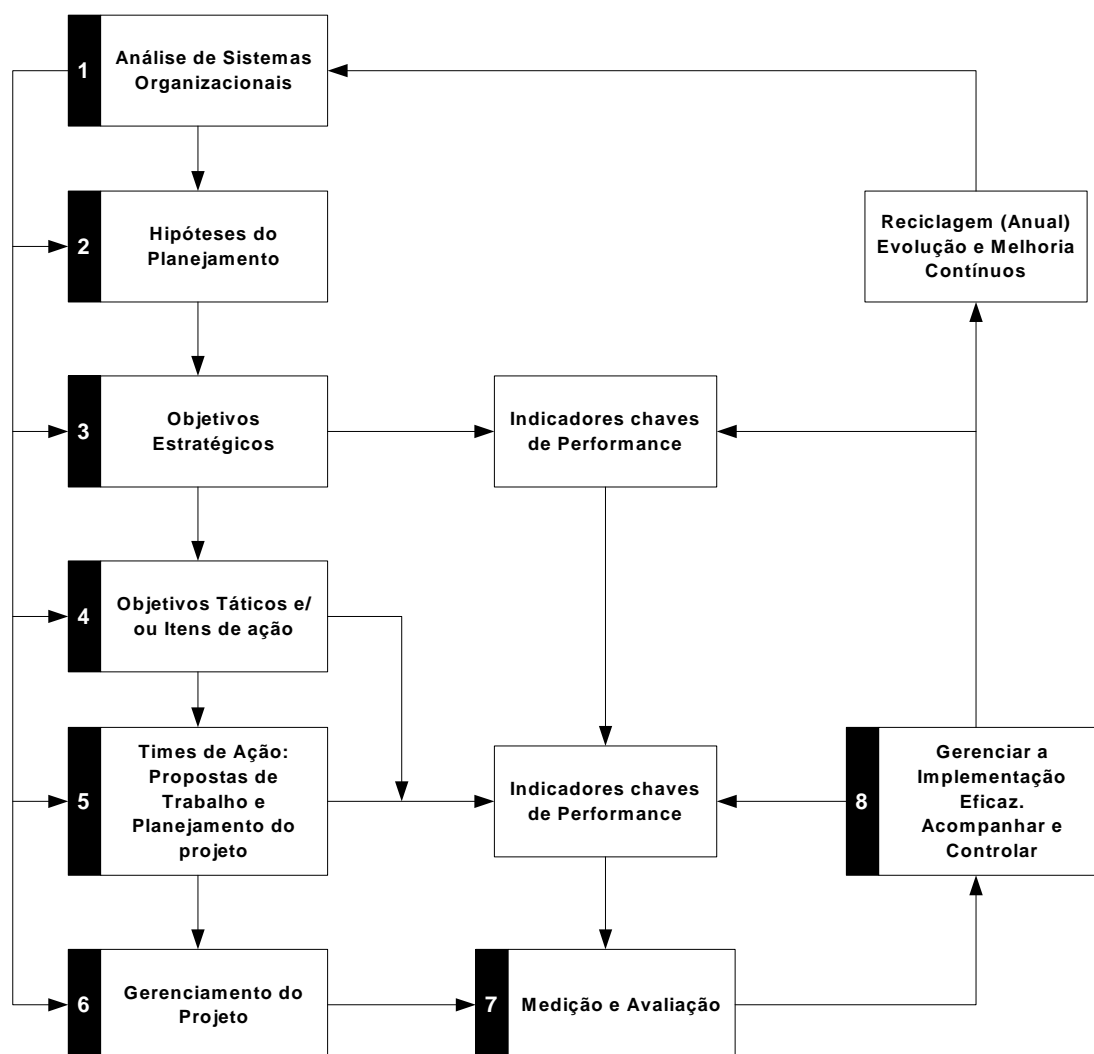 1
Análise de Sistemas
Organizacionais
2
Hipóteses do
Planejamento
Reciclagem (Anual)
Evolução e Melhoria
Contínuos
3
Objetivos
Estratégicos
Indicadores chaves
de Performance
4
Objetivos Táticos e/
ou Itens de ação
5
Times de Ação:
Propostas de
Trabalho e
Planejamento do
projeto
Indicadores chaves
de Performance
8
Gerenciar a
Implementação
Eficaz.
Acompanhar e
Controlar
6
Gerenciamento do
Projeto
7
Medição e Avaliação